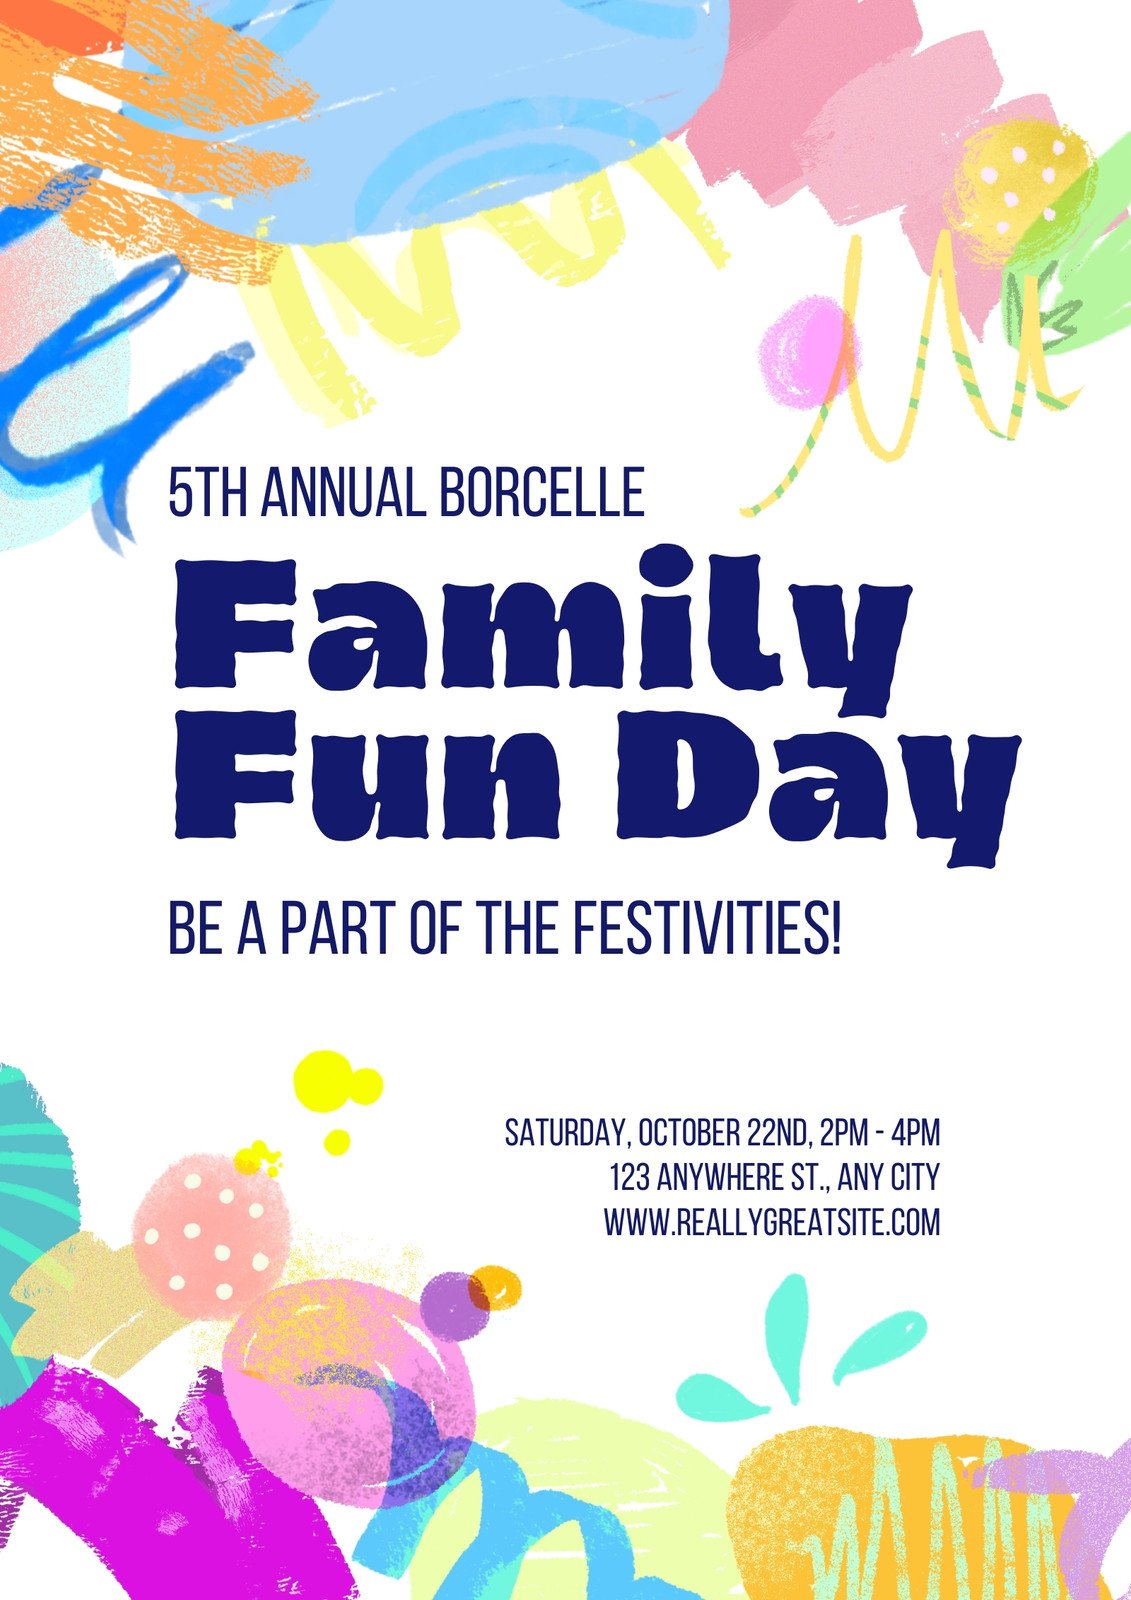 5TH ANNUAL BORCELLE
Family
Fun Day
BE A PART OF THE FESTIVITIES!
SATURDAY, OCTOBER 22ND, 2PM - 4PM
123 ANYWHERE ST., ANY CITY
WWW.REALLYGREATSITE.COM